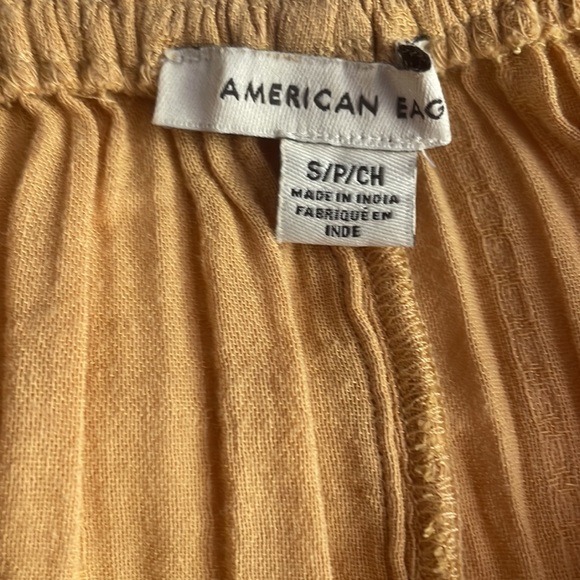 AMERICAN EAG
S/P/CH
MADE IN INDIA
FABRIQUÉ EN
INDE